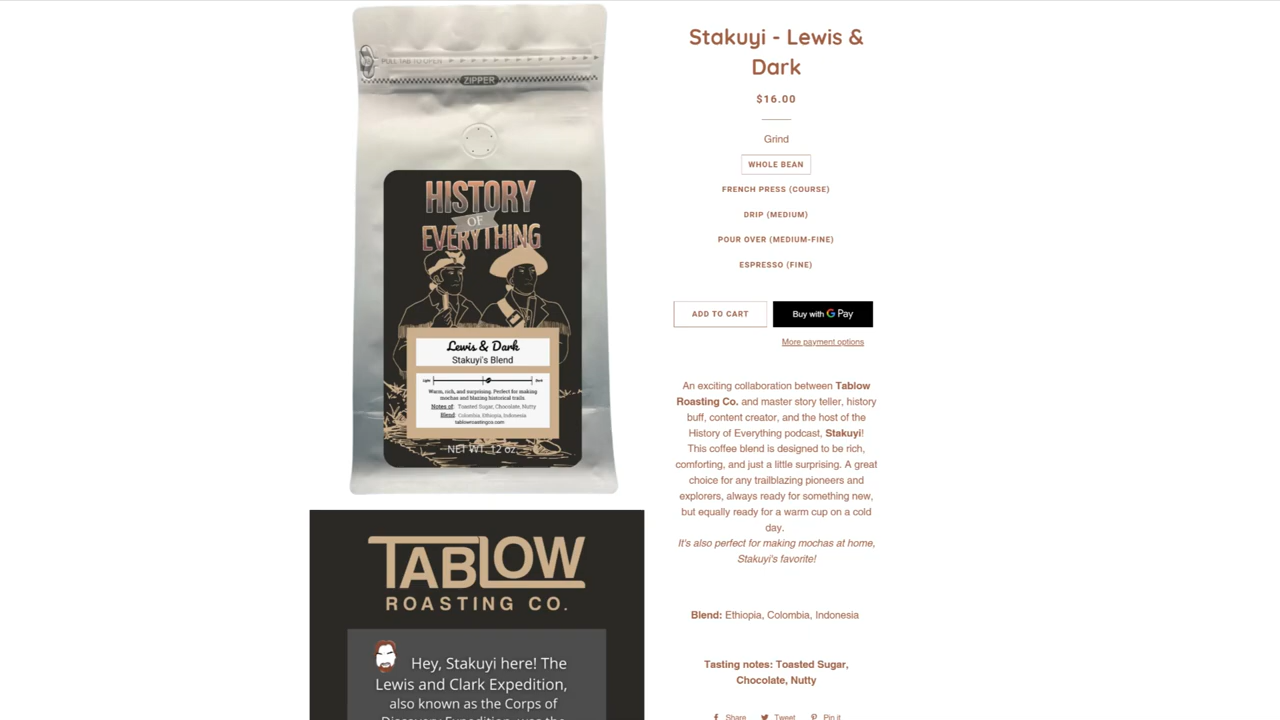 PULL TAB TO OPEN
ZIPPER
HISTORY
OF
EVERYTHING
Lewis & Dark
Stakuyi's Blend
Light
Dark
Warm, rich, and surprising. Perfect for making
mochas and blazing historical trails
Notes of: Toasted Sugar, Chocolate, Nutty
Blend: Colombia, Ethiopia, Indonesia
tablowroastingco.com
NET WT. 12 oz.
TABLOW
ROASTING CO.
Hey, Stakuyi here! The
Lewis and Clark Expedition,
also known as the Corps of
Discovery Expedition, was the
Stakuyi - Lewis &
Dark
$16.00
Grind
WHOLE BEAN
FRENCH PRESS (COURSE)
DRIP (MEDIUM)
POUR OVER (MEDIUM-FINE)
ESPRESSO (FINE)
ADD TO CART
Buy with G Pay
More payment options
An exciting collaboration between Tablow
Roasting Co. and master story teller, history
buff, content creator, and the host of the
History of Everything podcast, Stakuyi!
This coffee blend is designed to be rich,
comforting, and just a little surprising. A great
choice for any trailblazing pioneers and
explorers, always ready for something new,
but equally ready for a warm cup on a cold
day.
It's also perfect for making mochas at home,
Stakuyi's favorite!
Blend: Ethiopia, Colombia, Indonesia
Tasting notes: Toasted Sugar,
Chocolate, Nutty
Share
Tweet
Pin it